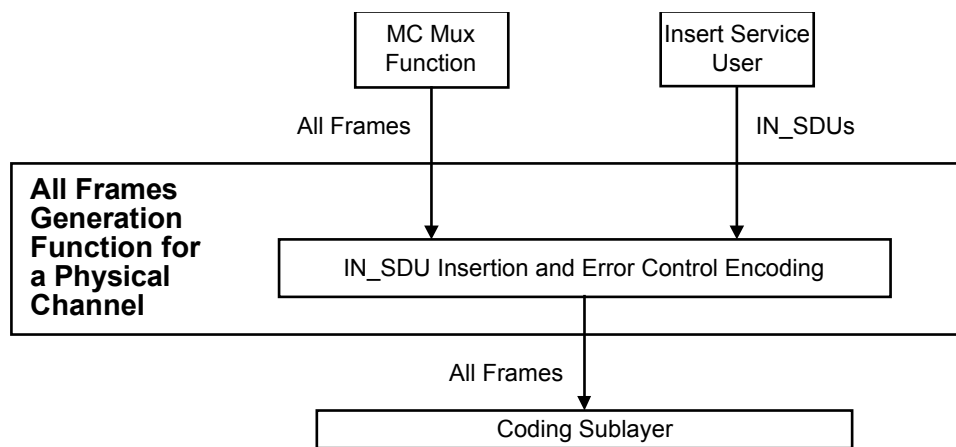 MC Mux
Function
Insert Service
User
All Frames
IN_SDUs
All Frames
Generation
Function for
a Physical
Channel
IN_SDU Insertion and Error Control Encoding
All Frames
Coding Sublayer